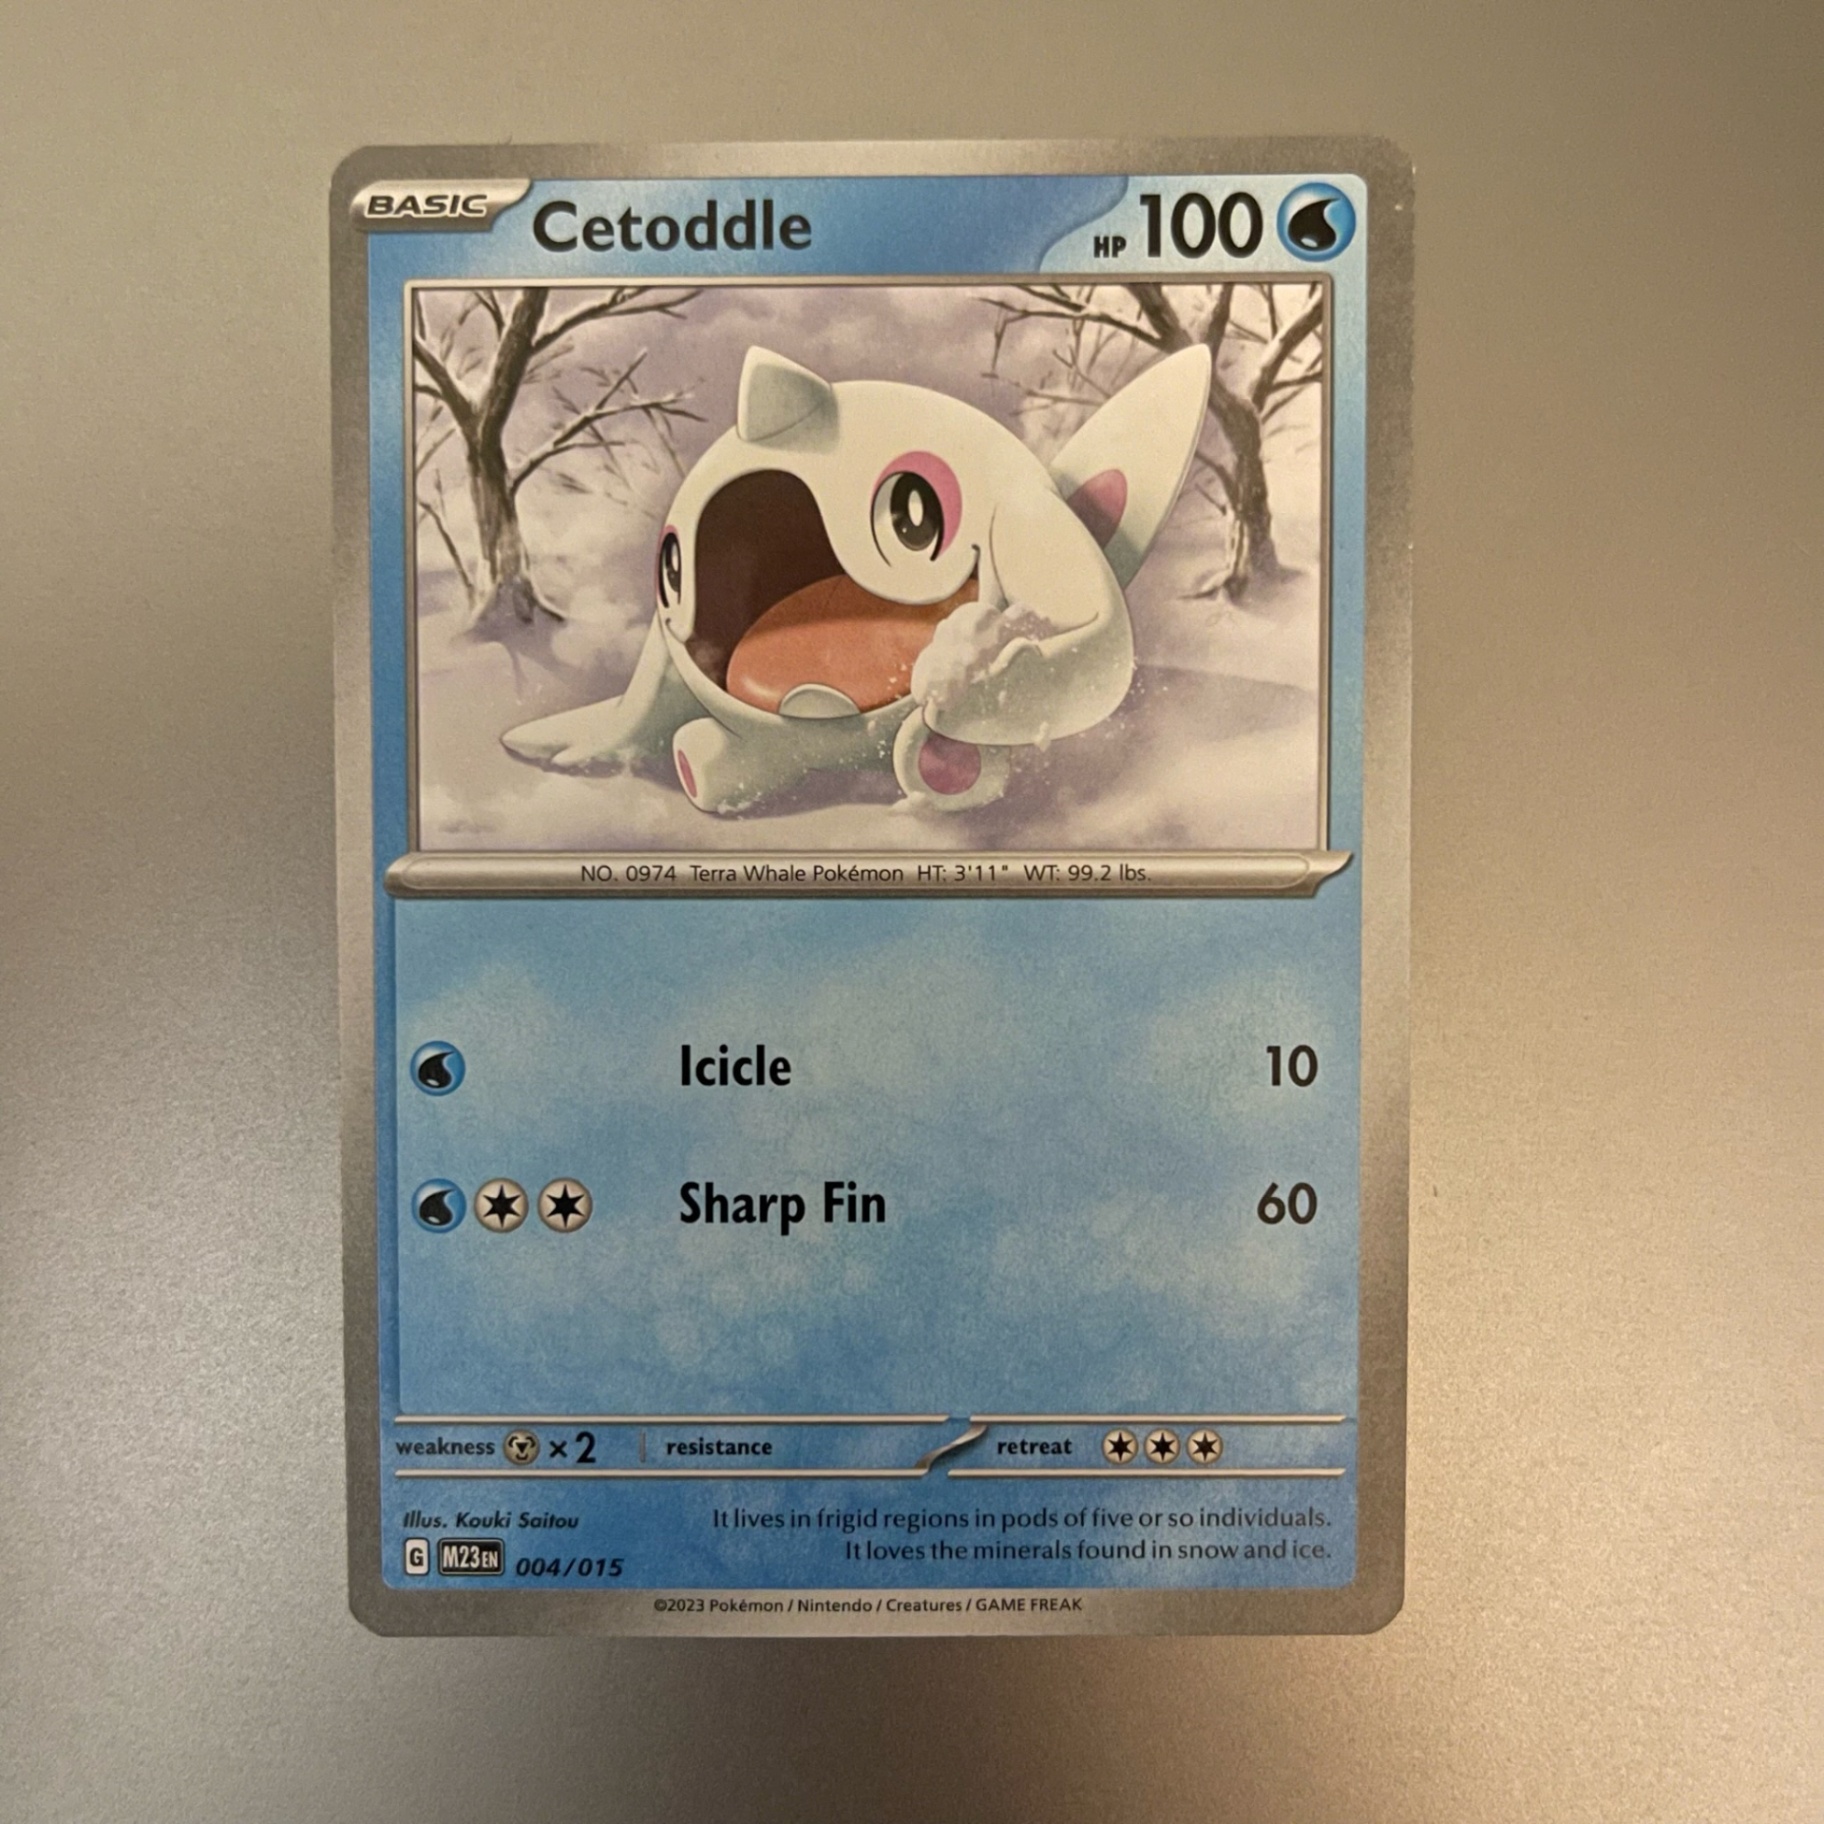 BASIC Cetoddle HP 100
NO. 0974 Terra Whale Pokémon HT: 3'11" WT: 99.2 lbs.
Icicle 10
Sharp Fin 60
weakness ×2 resistance retreat
Illus. Kouki Saitou
It lives in frigid regions in pods of five or so individuals.
It loves the minerals found in snow and ice.
G M23EN 004/015
©2023 Pokémon / Nintendo / Creatures / GAME FREAK